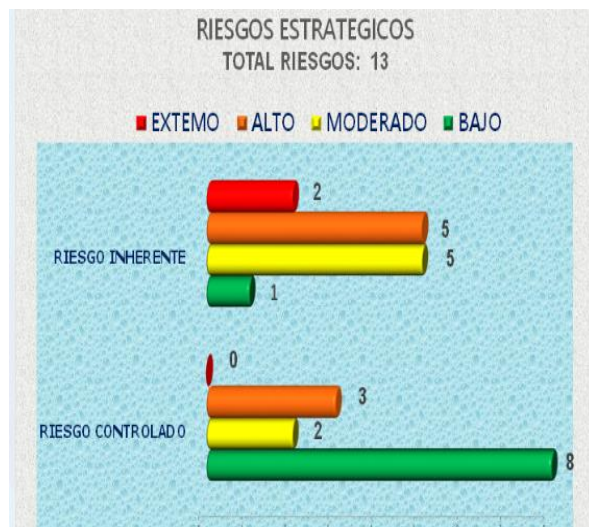 RIESGOS ESTRATEGICOS
TOTAL RIESGOS: 13
EXTEMO ALTO MODERADO BAJO
2
5
RIESGO INHERENTE
5
1
0
3
RIESGO CONTROLADO
2
8